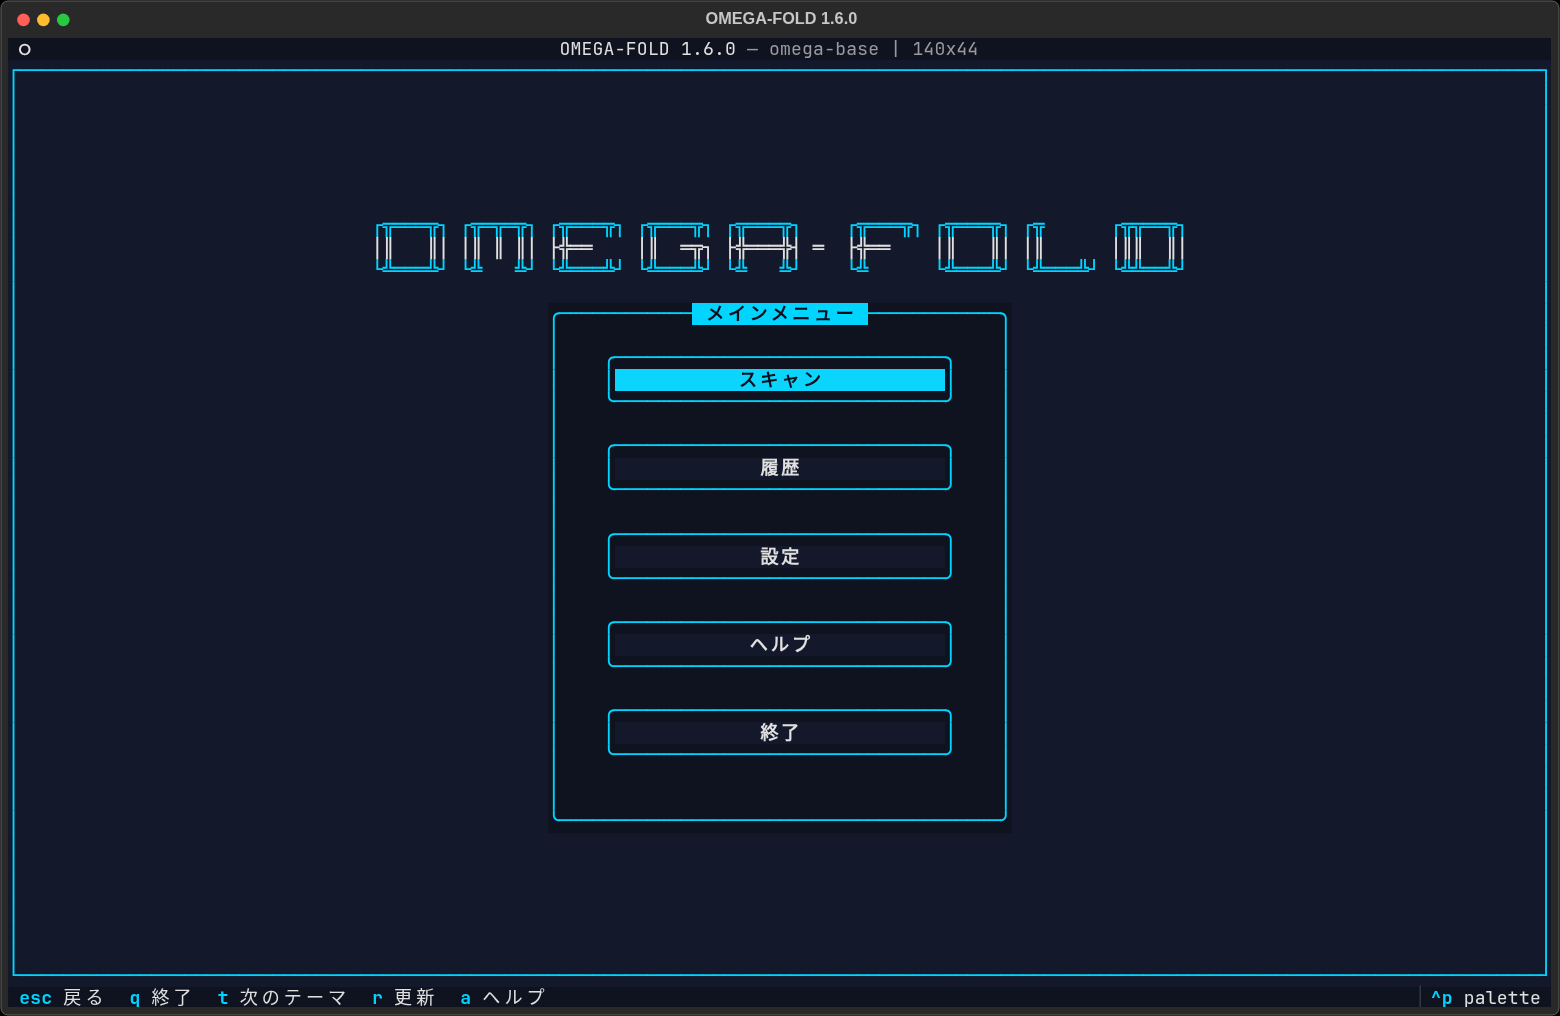 OMEGA-FOLD 1.6.0
OMEGA-FOLD 1.6.0 — omega-base | 140x44
OMEGA-FOLD
メインメニュー
スキャン
履歴
設定
ヘルプ
終了
esc 戻る q 終了 t 次のテーマ r 更新 a ヘルプ ^p palette